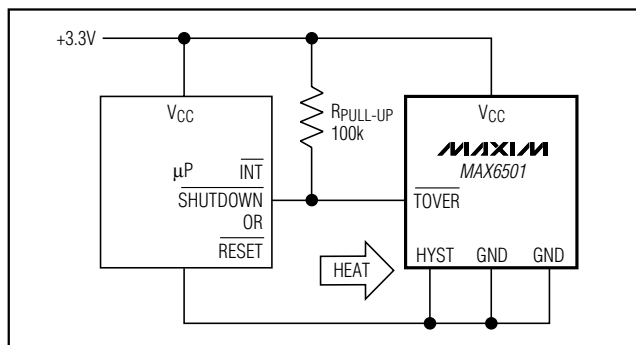 +3.3V
VCC
μP
INT
SHUTDOWN
OR
RESET
RPULL-UP
100k
HEAT
VCC
MAXIM
MAX6501
TOVER
HYST GND GND